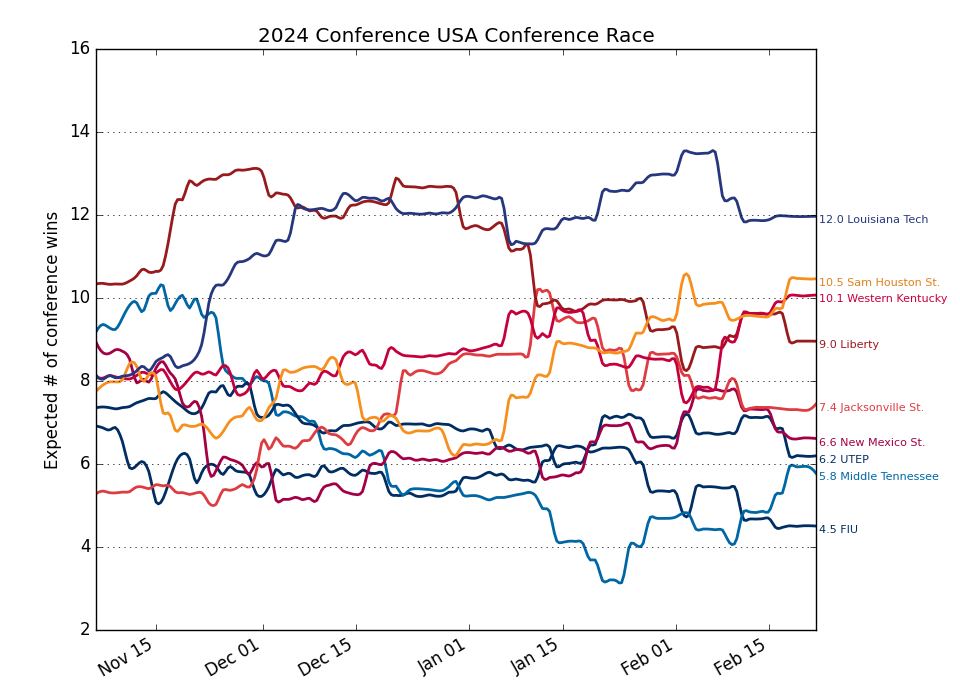 2024 Conference USA Conference Race
Expected # of conference wins
16
14
12
10
8
6
4
2
12.0 Louisiana Tech
10.5 Sam Houston St.
10.1 Western Kentucky
9.0 Liberty
7.4 Jacksonville St.
6.6 New Mexico St.
6.2 UTEP
5.8 Middle Tennessee
4.5 FIU
Nov 15
Dec 01
Dec 15
Jan 01
Jan 15
Feb 01
Feb 15